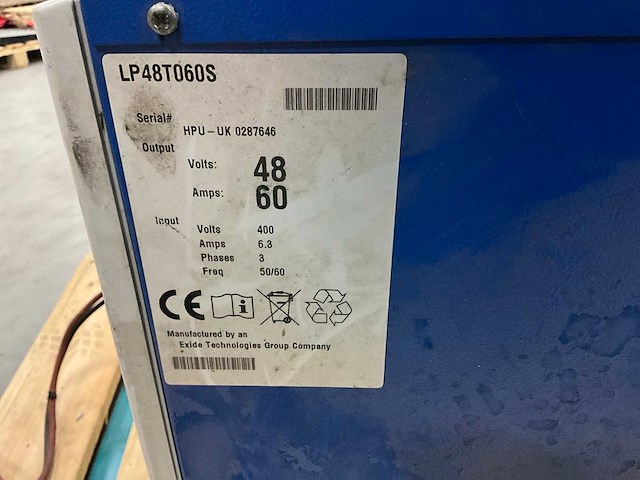 LP48T060S
Serial#
HPU-UK 0287646
Output
Volts: 48
Amps: 60
Input
Volts 400
Amps 6.3
Phases 3
Freq 50/60
CE
i
Manufactured by an
Exide Technologies Group Company